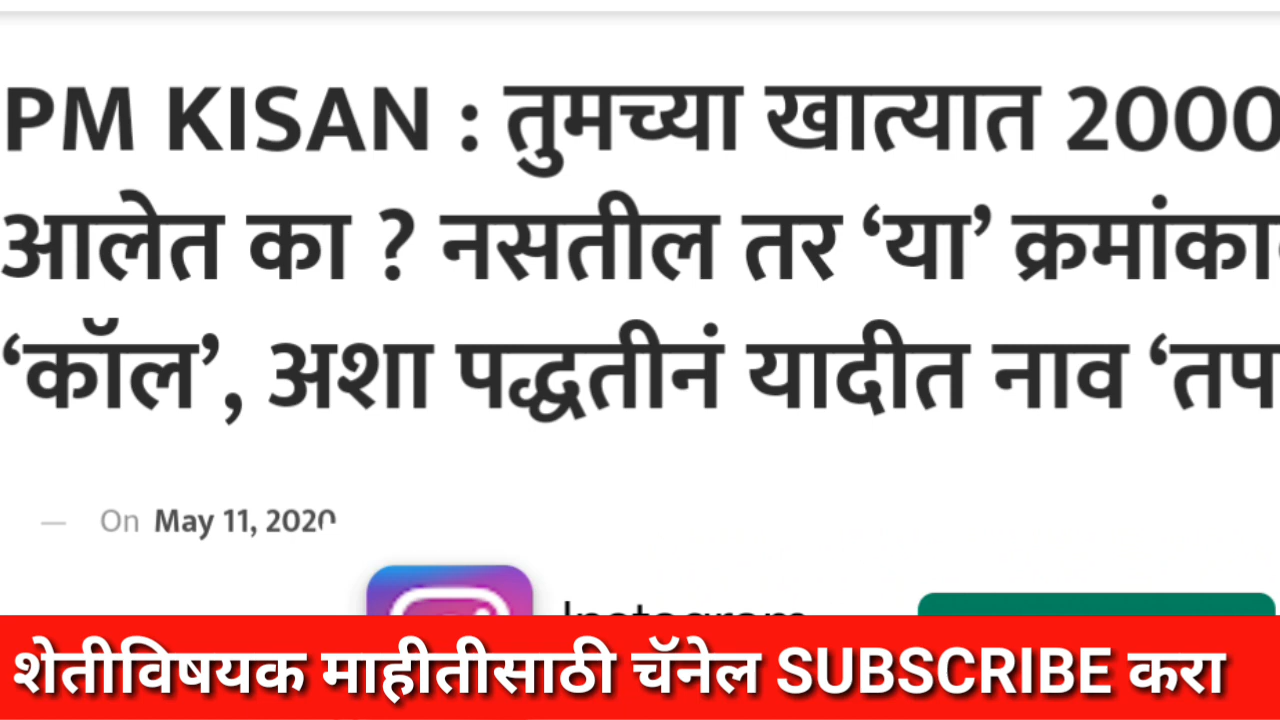 PM KISAN : तुमच्या खात्यात 2000
आलेत का ? नसतील तर ‘या’ क्रमांका
‘कॉल’, अशा पद्धतीनं यादीत नाव ‘तप
— On May 11, 2020
Instagram
शेतीविषयक माहीतीसाठी चॅनेल SUBSCRIBE करा